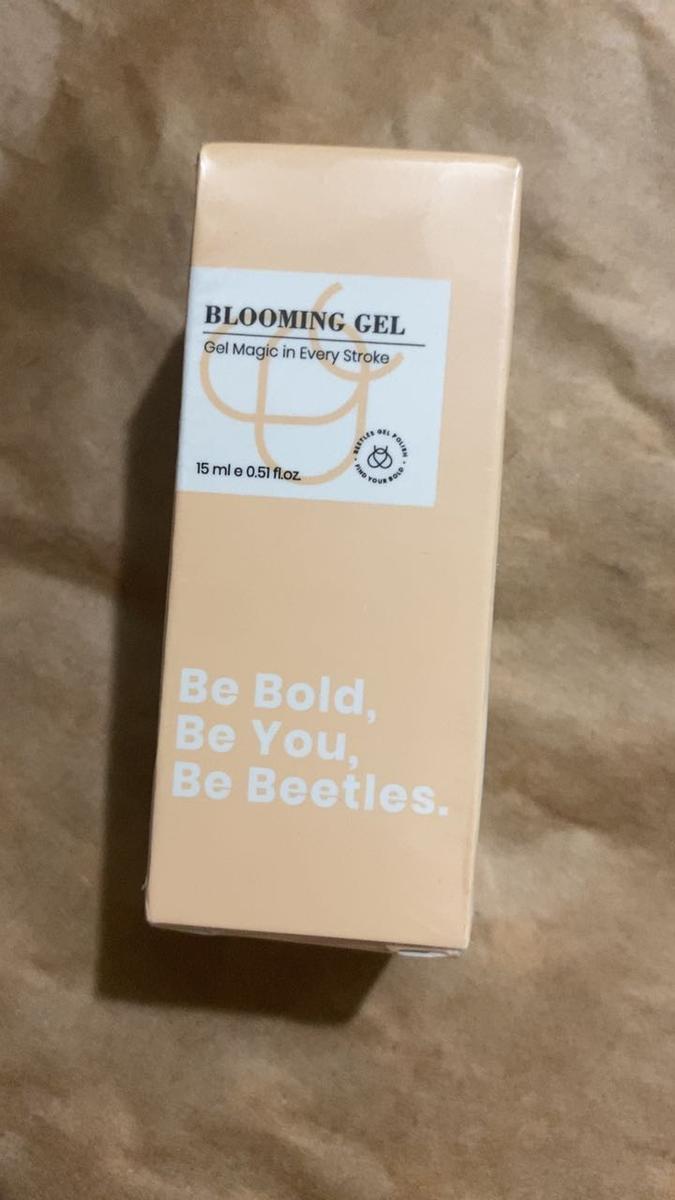 BLOOMING GEL
Gel Magic in Every Stroke
15 ml e 0.51 fl.oz.
BEETLES GEL POLISH
FIND YOUR BOLD
Be Bold,
Be You,
Be Beetles.